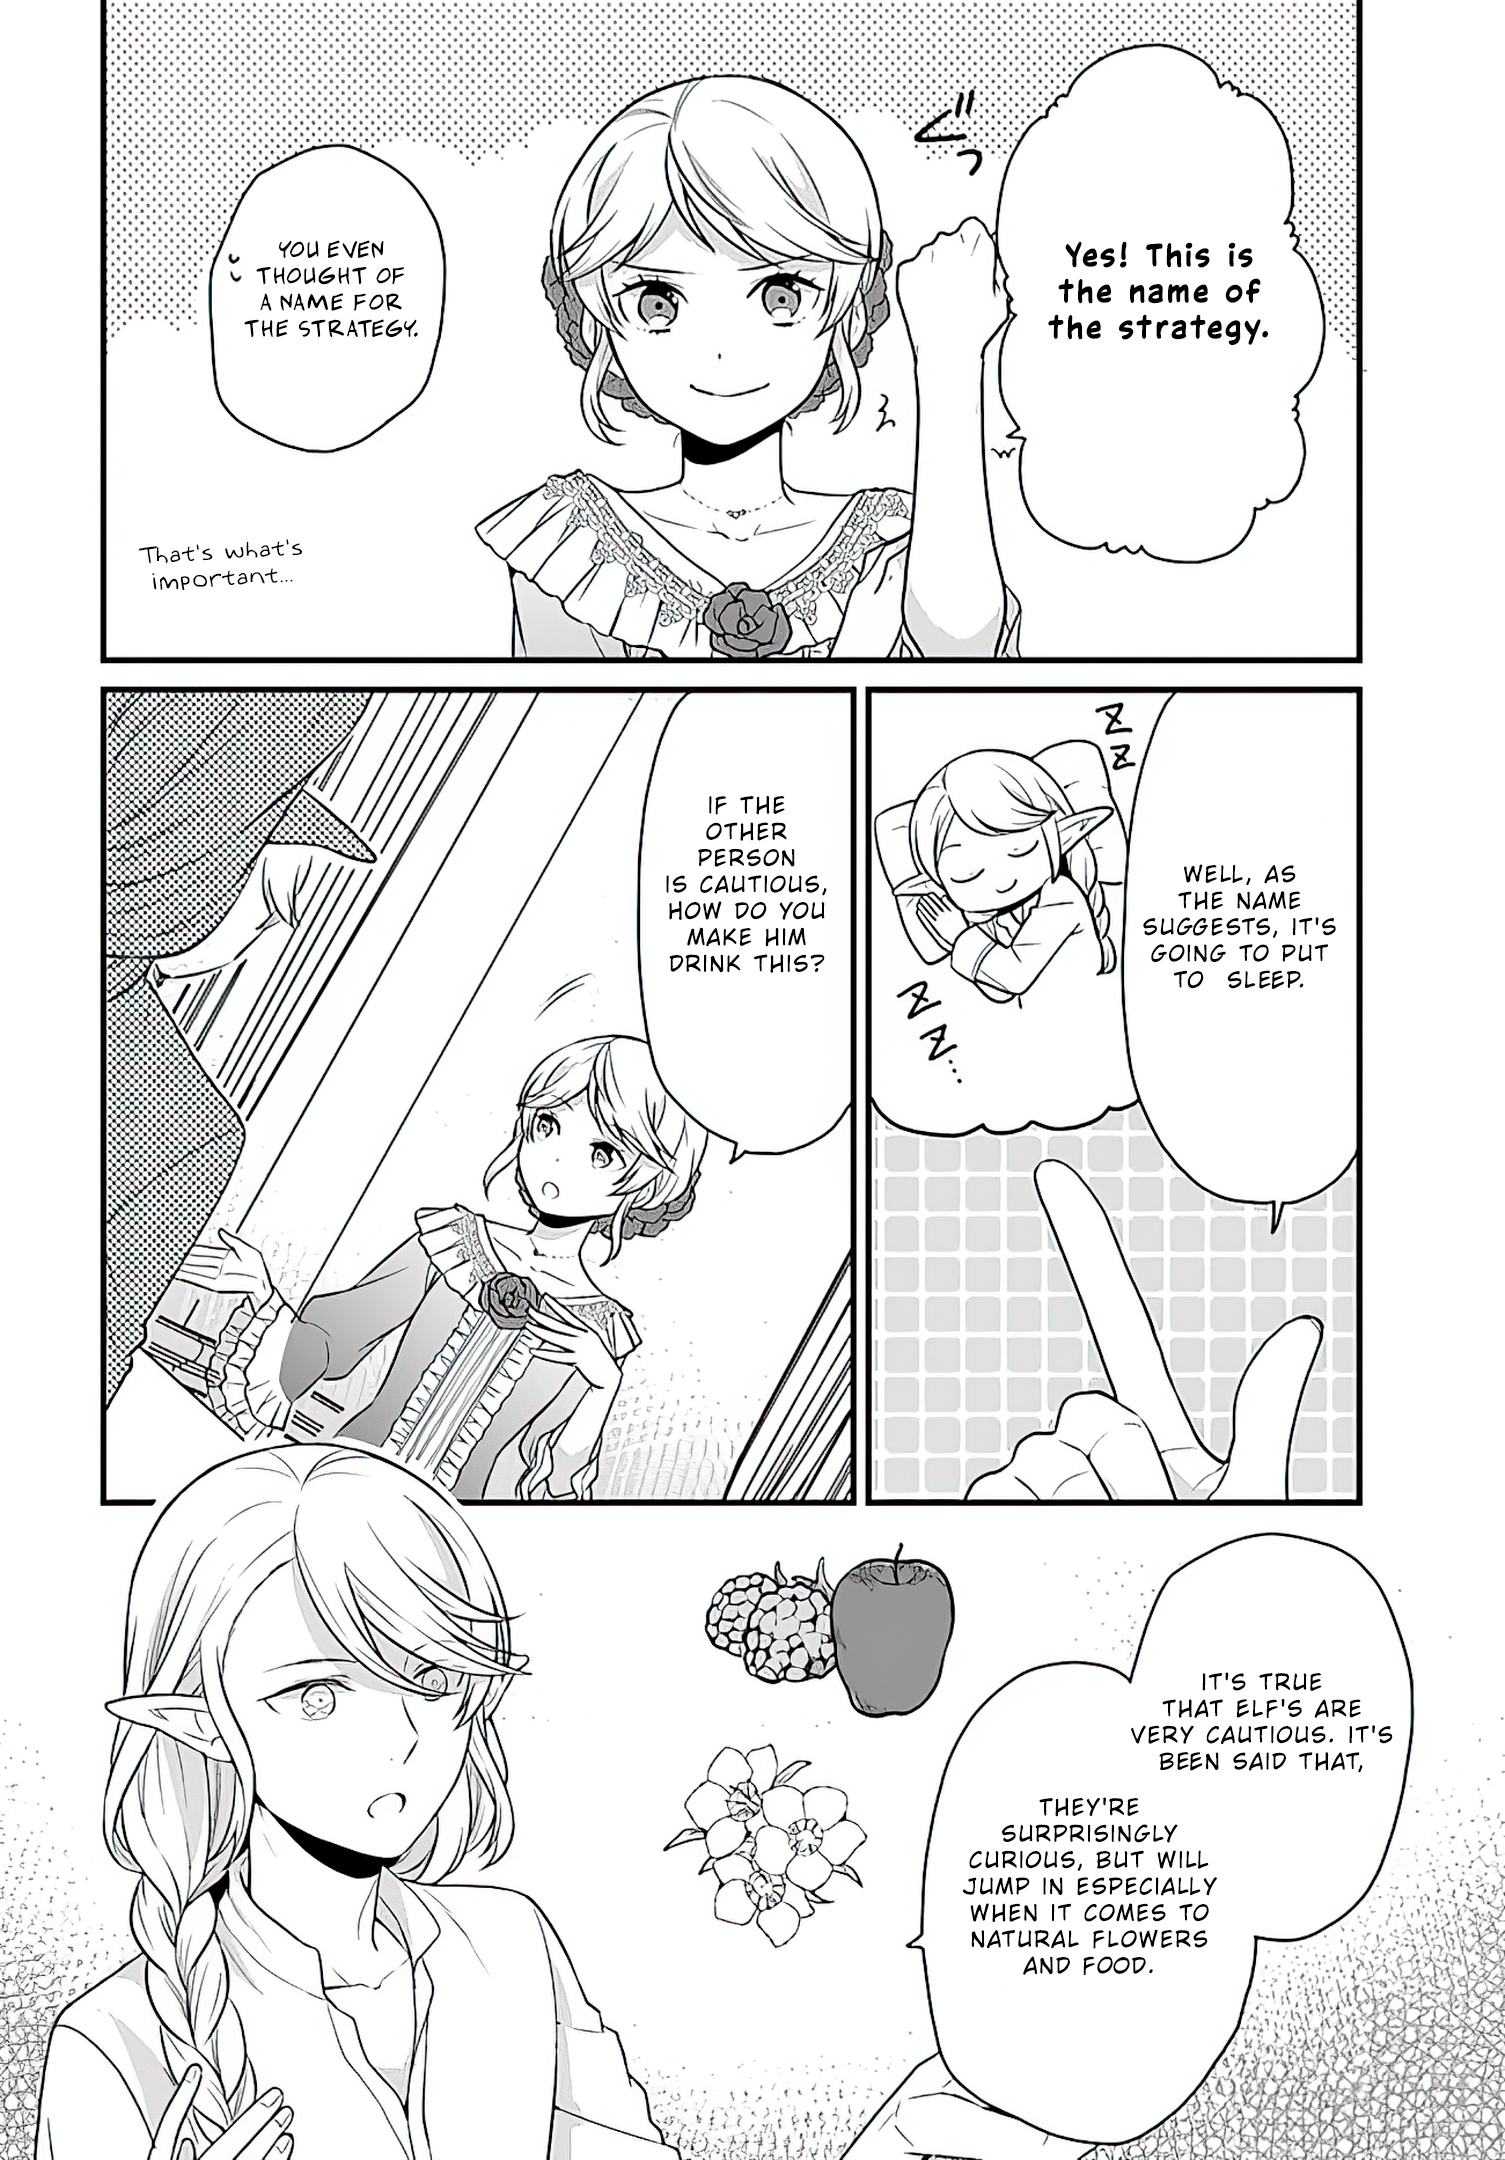 Yes! This is
the name of
the strategy.
YOU EVEN
THOUGHT OF
A NAME FOR
THE STRATEGY.
That's what's
important...
WELL, AS
THE NAME
SUGGESTS, IT'S
GOING TO PUT
TO SLEEP.
Z
Z
Z
Z...
IF THE
OTHER
PERSON
IS CAUTIOUS,
HOW DO YOU
MAKE HIM
DRINK THIS?
IT'S TRUE
THAT ELF'S ARE
VERY CAUTIOUS. IT'S
BEEN SAID THAT,
THEY'RE
SURPRISINGLY
CURIOUS, BUT WILL
JUMP IN ESPECIALLY
WHEN IT COMES TO
NATURAL FLOWERS
AND FOOD.